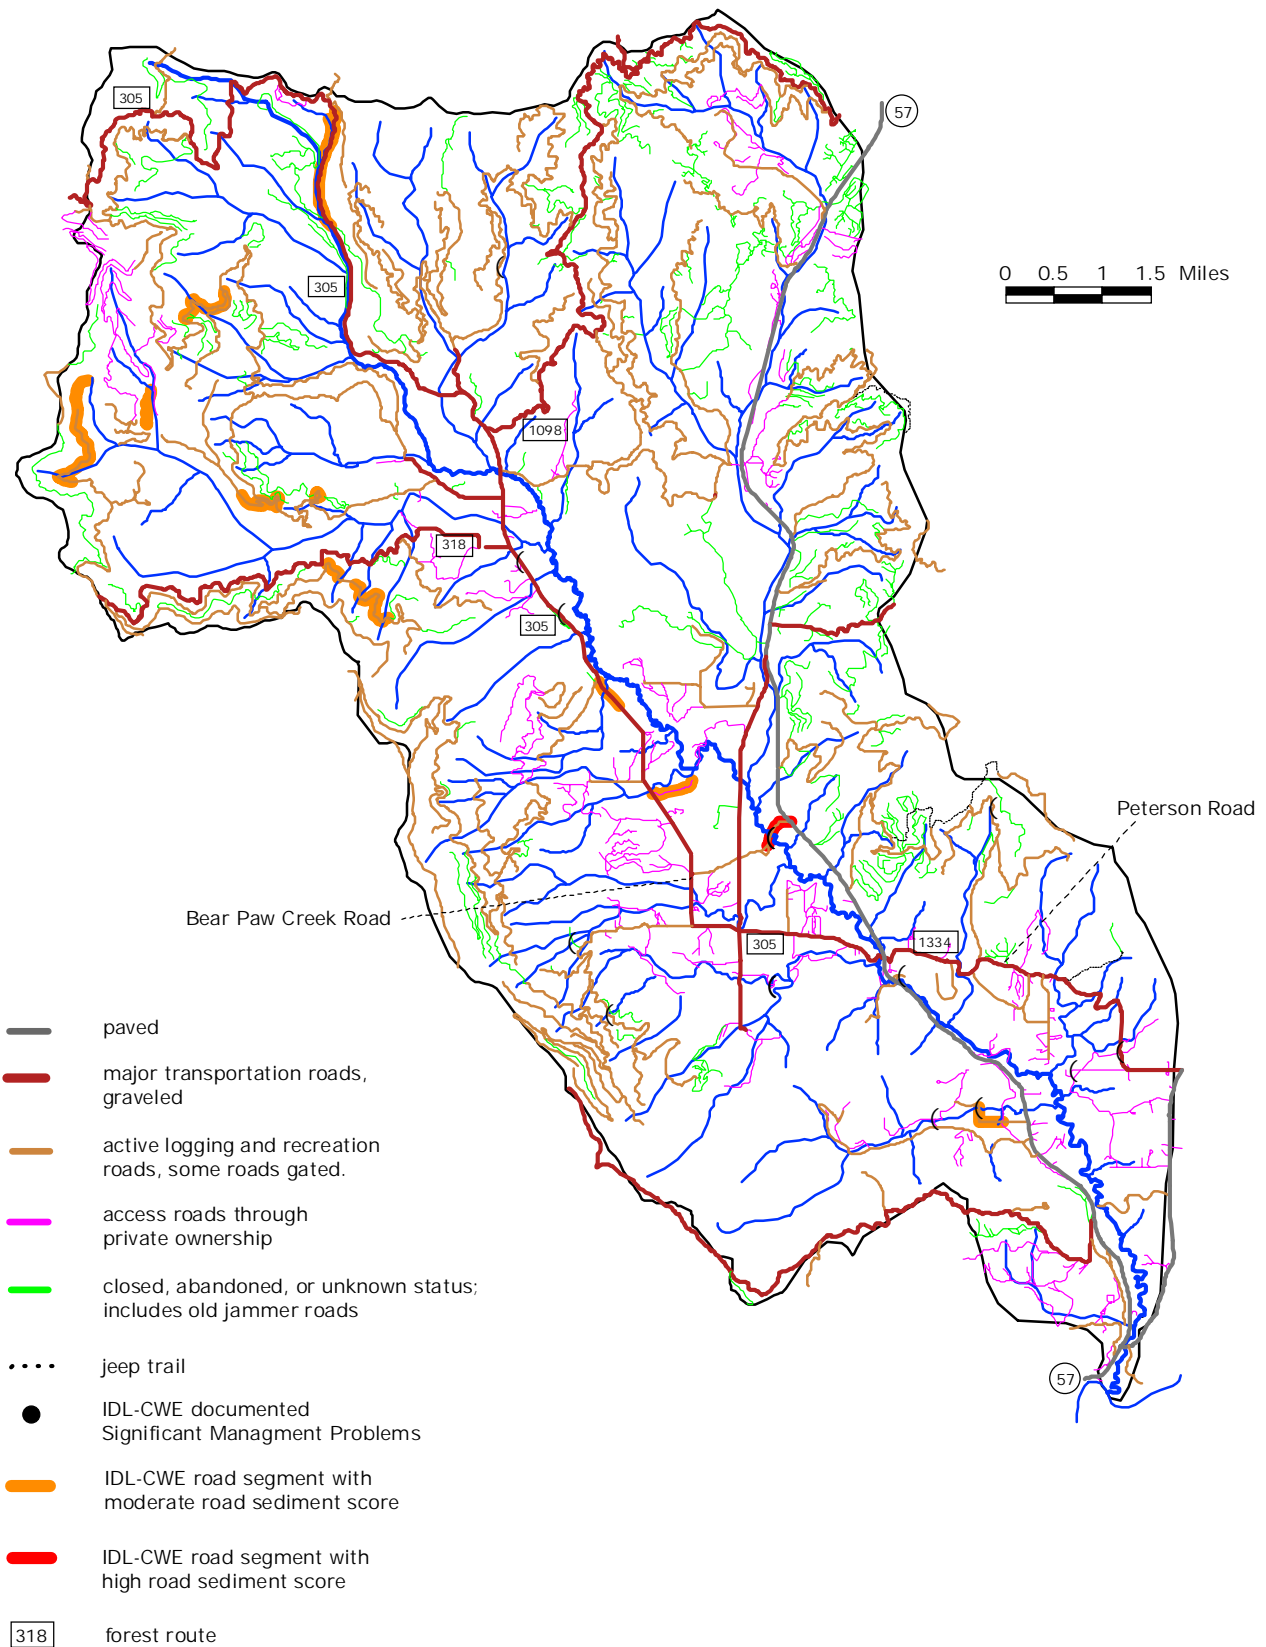 305
57
0 0.5 1 1.5 Miles
305
1098
318
305
Peterson Road
Bear Paw Creek Road
305
1334
paved
major transportation roads,
graveled
active logging and recreation
roads, some roads gated.
access roads through
private ownership
closed, abandoned, or unknown status;
includes old jammer roads
jeep trail
57
IDL-CWE documented
Significant Managment Problems
IDL-CWE road segment with
moderate road sediment score
IDL-CWE road segment with
high road sediment score
318 forest route